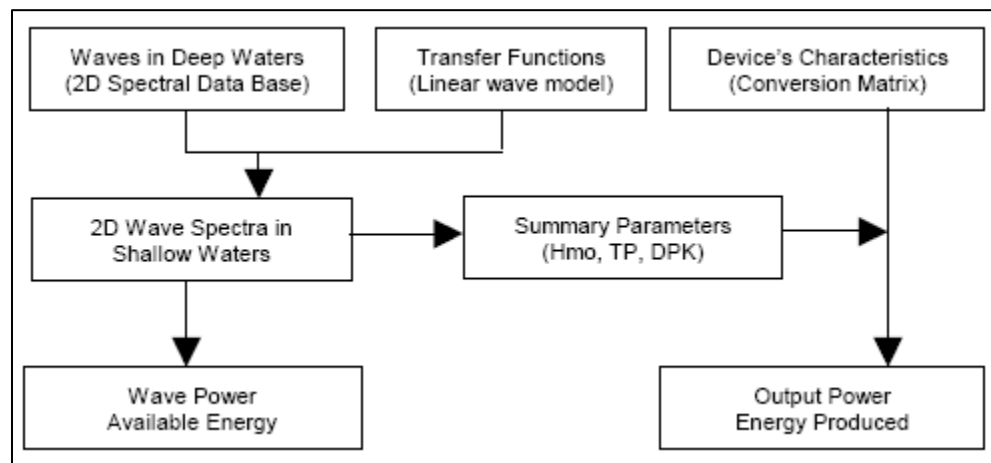 Waves in Deep Waters
(2D Spectral Data Base)
Transfer Functions
(Linear wave model)
Device's Characteristics
(Conversion Matrix)
2D Wave Spectra in
Shallow Waters
Summary Parameters
(Hmo, TP, DPK)
Wave Power
Available Energy
Output Power
Energy Produced